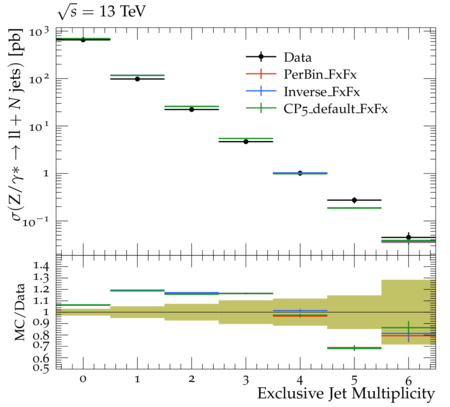 √s = 13 TeV
σ(Z/γ* → ll + N jets) [pb]
10³
10²
10¹
1
10⁻¹
Data
PerBin_FxFx
Inverse_FxFx
CP5_default_FxFx
MC/Data
1.4
1.3
1.2
1.1
1
0.9
0.8
0.7
0.6
0.5
0 1 2 3 4 5 6
Exclusive Jet Multiplicity